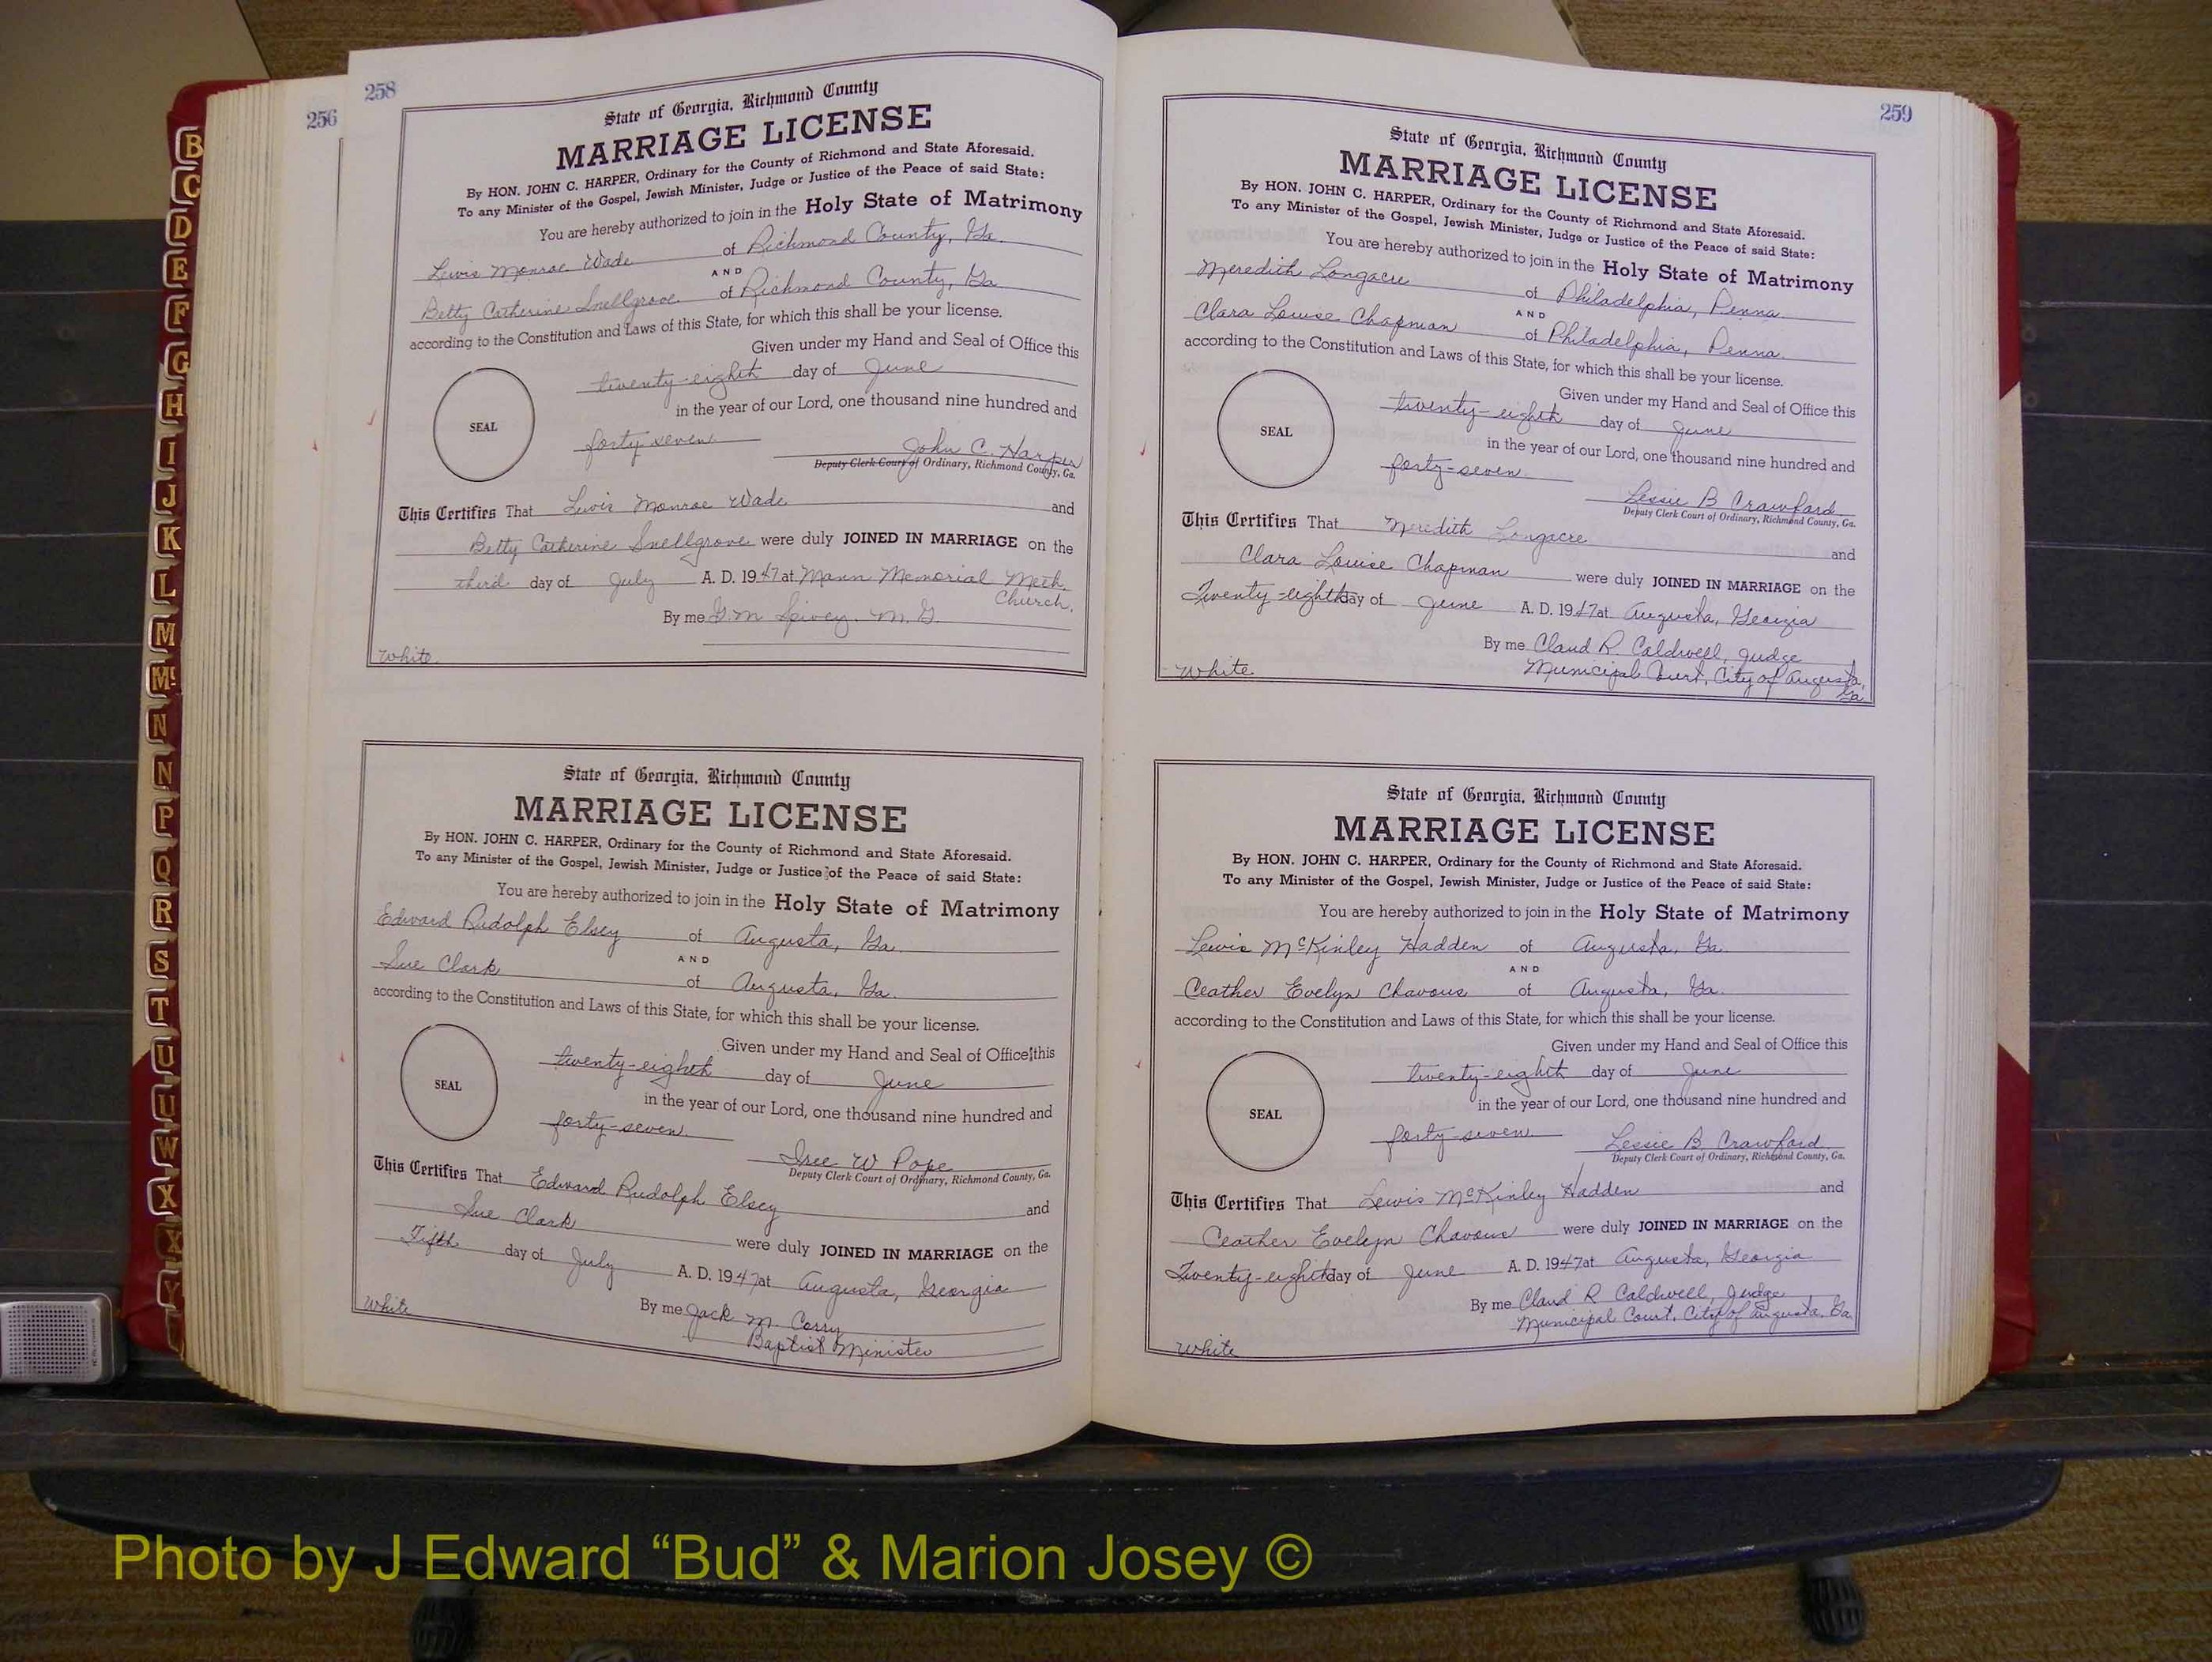 256
258
State of Georgia, Richmond County
MARRIAGE LICENSE
By HON. JOHN C. HARPER, Ordinary for the County of Richmond and State Aforesaid.
To any Minister of the Gospel, Jewish Minister, Judge or Justice of the Peace of said State:
You are hereby authorized to join in the Holy State of Matrimony
Lewis Monroe Wade of Richmond County, Ga.
AND
Betty Catherine Snellgrove of Richmond County, Ga
according to the Constitution and Laws of this State, for which this shall be your license.
Given under my Hand and Seal of Office this
twenty-eighth day of June
in the year of our Lord, one thousand nine hundred and
SEAL
forty seven
John C. Harper
Deputy Clerk Court of Ordinary, Richmond County, Ga.
This Certifies That Lewis Monroe Wade and
Betty Catherine Snellgrove were duly JOINED IN MARRIAGE on the
third day of July A. D. 1947 at Mann Memorial Meth.
Church.
By me G. M Spivey. M. G.
White
State of Georgia, Richmond County
MARRIAGE LICENSE
By HON. JOHN C. HARPER, Ordinary for the County of Richmond and State Aforesaid.
To any Minister of the Gospel, Jewish Minister, Judge or Justice of the Peace of said State:
You are hereby authorized to join in the Holy State of Matrimony
Edward Rudolph Elsey of Augusta, Ga.
AND
Sue Clark of Augusta, Ga.
according to the Constitution and Laws of this State, for which this shall be your license.
Given under my Hand and Seal of Office this
twenty-eighth day of June
in the year of our Lord, one thousand nine hundred and
SEAL
forty-seven
Iree W Pope
Deputy Clerk Court of Ordinary, Richmond County, Ga.
This Certifies That Edward Rudolph Elsey and
Sue Clark were duly JOINED IN MARRIAGE on the
Fifth day of July A. D. 1947 at Augusta, Georgia
By me Jack M.
Baptist Minister
White
259
State of Georgia, Richmond County
MARRIAGE LICENSE
By HON. JOHN C. HARPER, Ordinary for the County of Richmond and State Aforesaid.
To any Minister of the Gospel, Jewish Minister, Judge or Justice of the Peace of said State:
You are hereby authorized to join in the Holy State of Matrimony
Meredith Longacre of Philadelphia, Penna.
AND
Clara Louise Chapman of Philadelphia, Penna.
according to the Constitution and Laws of this State, for which this shall be your license.
Given under my Hand and Seal of Office this
twenty-eighth day of June
in the year of our Lord, one thousand nine hundred and
SEAL
forty-seven
Lessie B Crawford
Deputy Clerk Court of Ordinary, Richmond County, Ga.
This Certifies That Meredith Longacre and
Clara Louise Chapman were duly JOINED IN MARRIAGE on the
Twenty-eighth day of June A. D. 1947 at Augusta, Georgia
By me Claud R. Caldwell, Judge
Municipal Court, City of Augusta,
Ga.
White
State of Georgia, Richmond County
MARRIAGE LICENSE
By HON. JOHN C. HARPER, Ordinary for the County of Richmond and State Aforesaid.
To any Minister of the Gospel, Jewish Minister, Judge or Justice of the Peace of said State:
You are hereby authorized to join in the Holy State of Matrimony
Lewis McKinley Hadden of Augusta, Ga.
AND
Ceather Evelyn Chavous of Augusta, Ga.
according to the Constitution and Laws of this State, for which this shall be your license.
Given under my Hand and Seal of Office this
twenty-eighth day of June
in the year of our Lord, one thousand nine hundred and
SEAL
forty-seven
Lessie B Crawford
Deputy Clerk Court of Ordinary, Richmond County, Ga.
This Certifies That Lewis McKinley Hadden and
Ceather Evelyn Chavous were duly JOINED IN MARRIAGE on the
Twenty-eighth day of June A. D. 1947 at Augusta, Georgia
By me Claud R Caldwell, Judge
Municipal Court, City of Augusta, Ga
White
B
C
D
E
F
G
H
I
J
K
L
M
Mc
N
N
P
Q
R
S
T
U
U
W
X
X
Y
Photo by J Edward “Bud” & Marion Josey ©